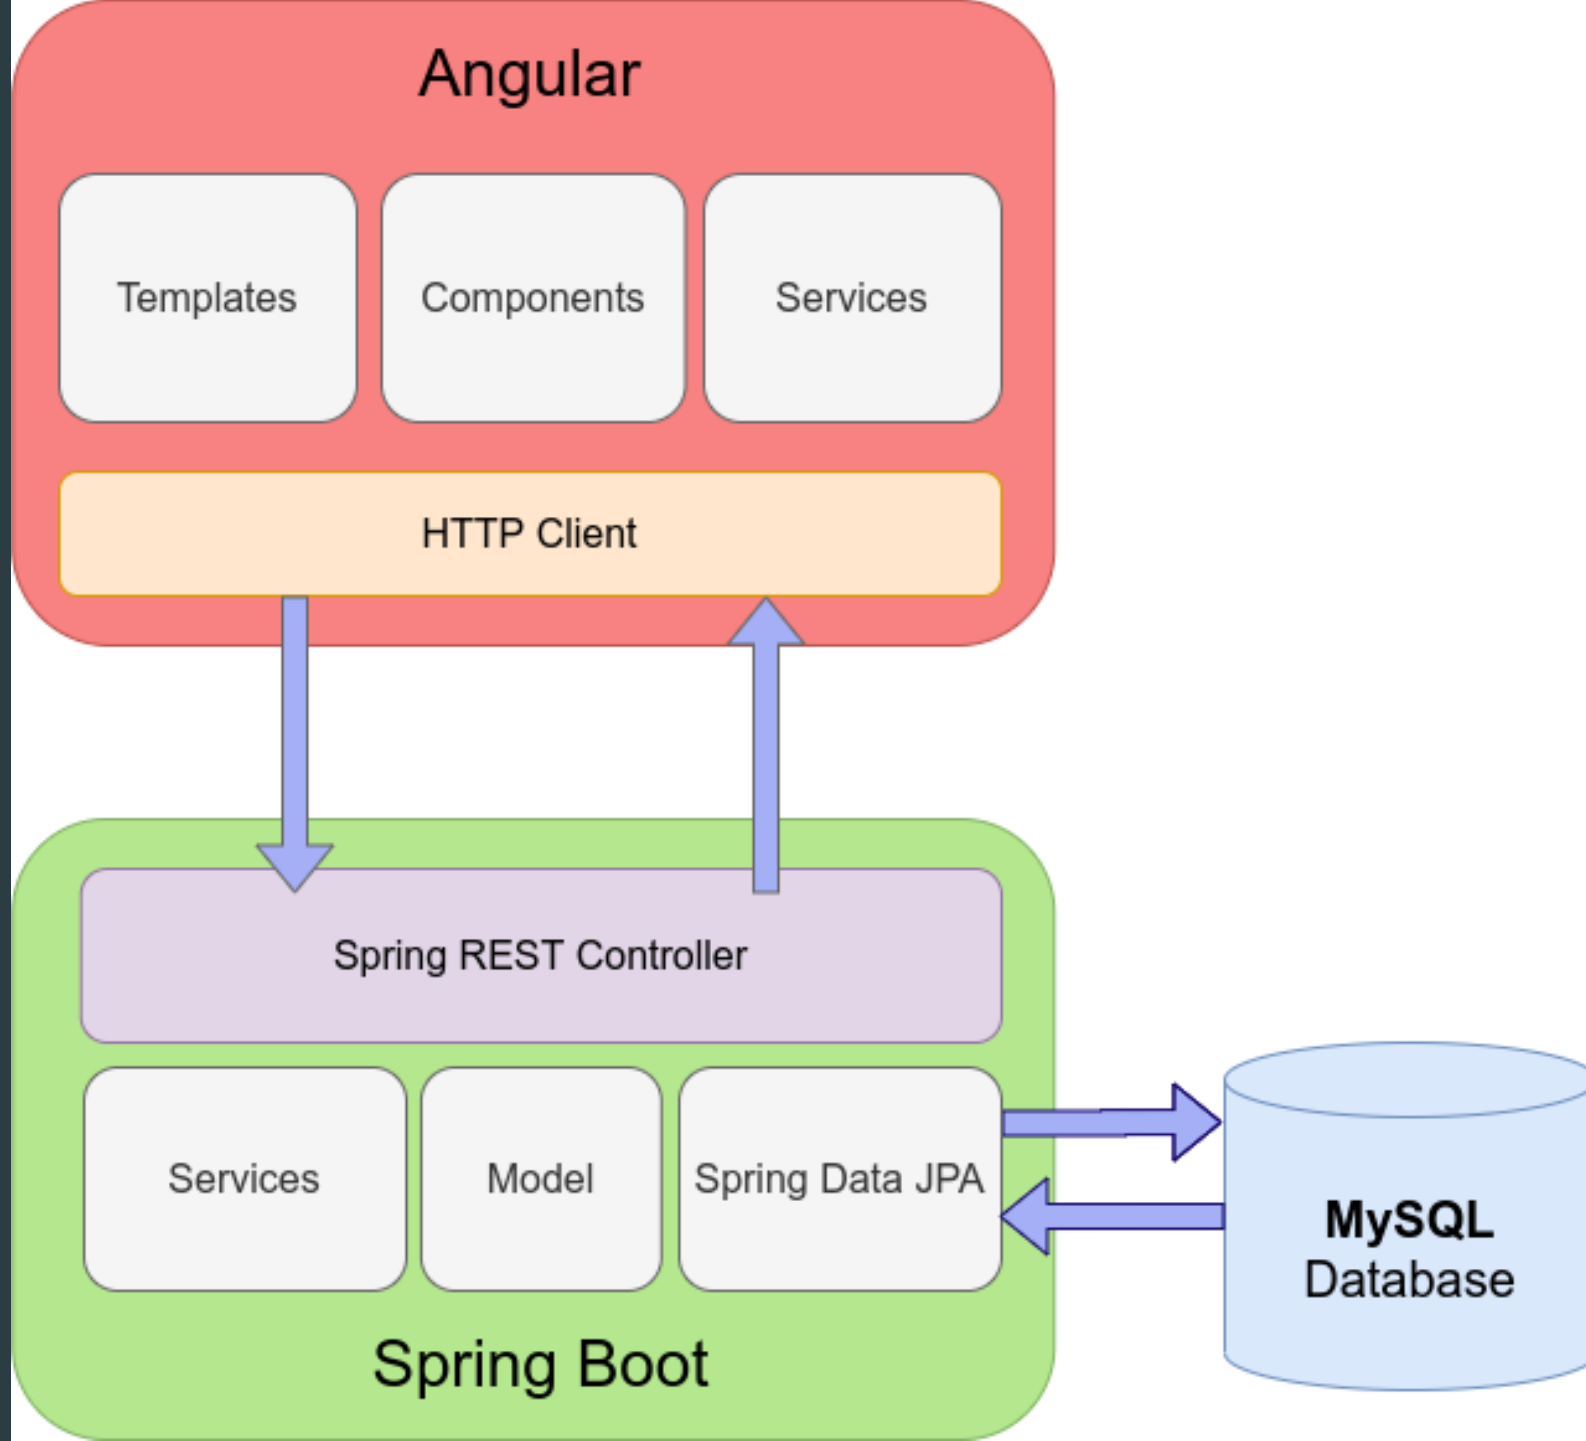 Angular
Templates
Components
Services
HTTP Client
Spring REST Controller
Services
Model
Spring Data JPA
MySQL
Database
Spring Boot